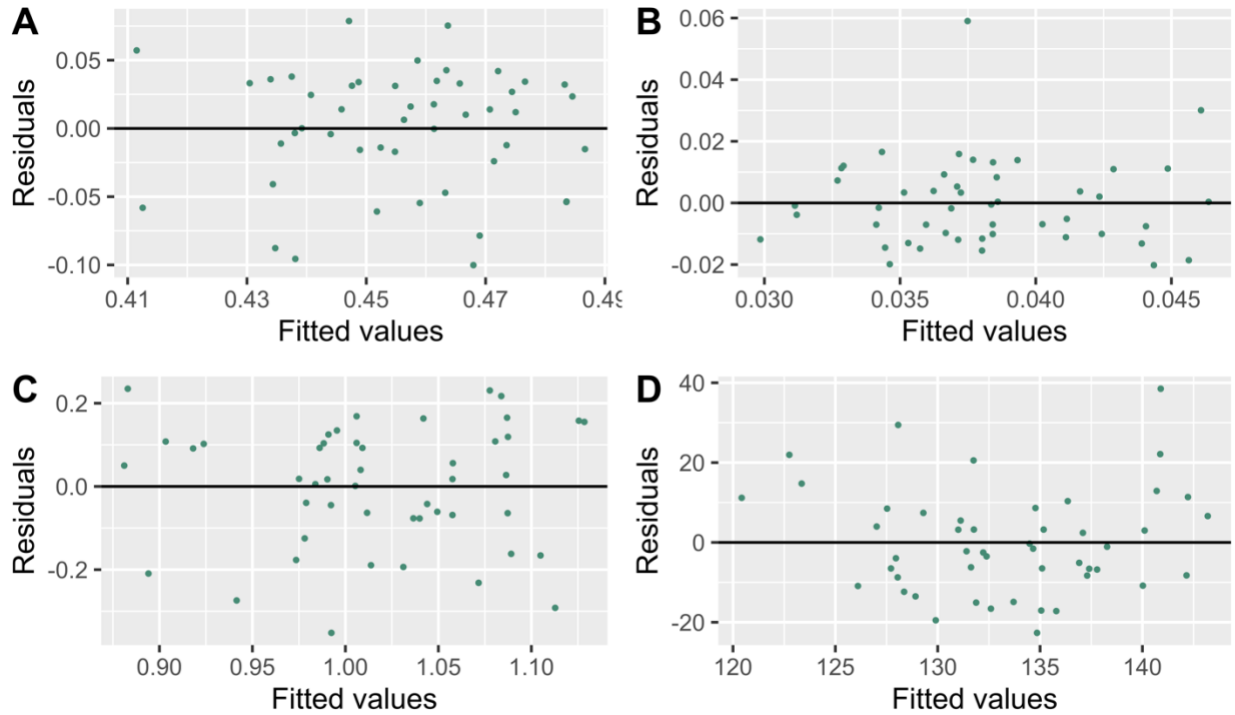 A
Residuals
0.05
0.00
-0.05
-0.10
0.41
0.43
0.45
0.47
0.49
Fitted values
B
Residuals
0.06
0.04
0.02
0.00
-0.02
0.030
0.035
0.040
0.045
Fitted values
C
Residuals
0.2
0.0
-0.2
0.90
0.95
1.00
1.05
1.10
Fitted values
D
Residuals
40
20
0
-20
120
125
130
135
140
Fitted values